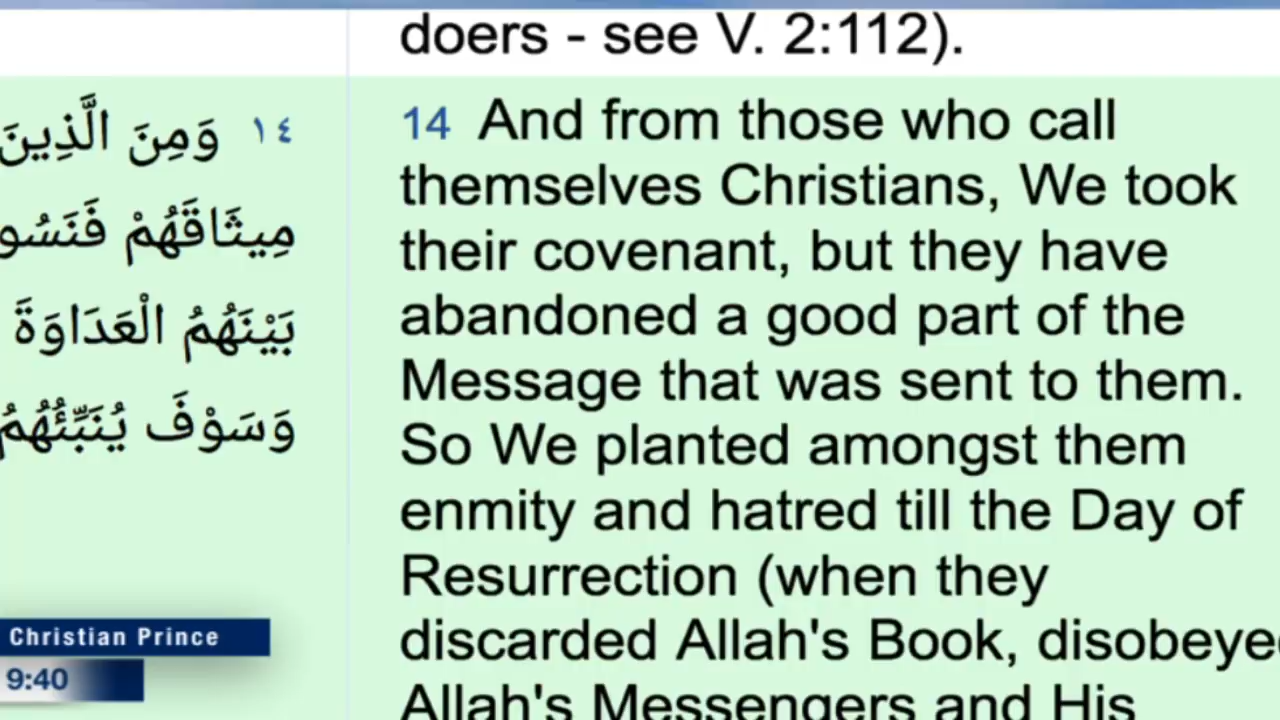 doers - see V. 2:112).
١٤ وَمِنَ الَّذِينَ
مِيثَاقَهُمْ فَنَسُو
بَيْنَهُمُ الْعَدَاوَةَ
وَسَوْفَ يُنَبِّئُهُمُ
14 And from those who call
themselves Christians, We took
their covenant, but they have
abandoned a good part of the
Message that was sent to them.
So We planted amongst them
enmity and hatred till the Day of
Resurrection (when they
discarded Allah's Book, disobeye
Allah's Messengers and His
Christian Prince
9:40